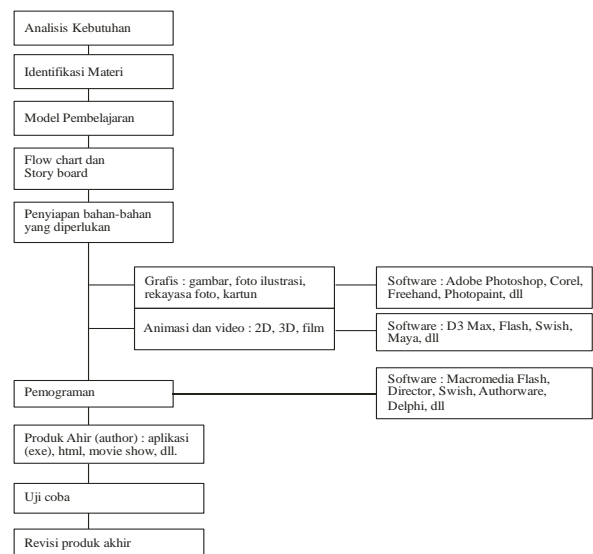 Analisis Kebutuhan
Identifikasi Materi
Model Pembelajaran
Flow chart dan
Story board
Penyiapan bahan-bahan
yang diperlukan
Grafis : gambar, foto ilustrasi,
rekayasa foto, kartun
Software : Adobe Photoshop, Corel,
Freehand, Photopaint, dll
Animasi dan video : 2D, 3D, film
Software : D3 Max, Flash, Swish,
Maya, dll
Pemograman
Software : Macromedia Flash,
Director, Swish, Authorware,
Delphi, dll
Produk Ahir (author) : aplikasi
(exe), html, movie show, dll.
Uji coba
Revisi produk akhir